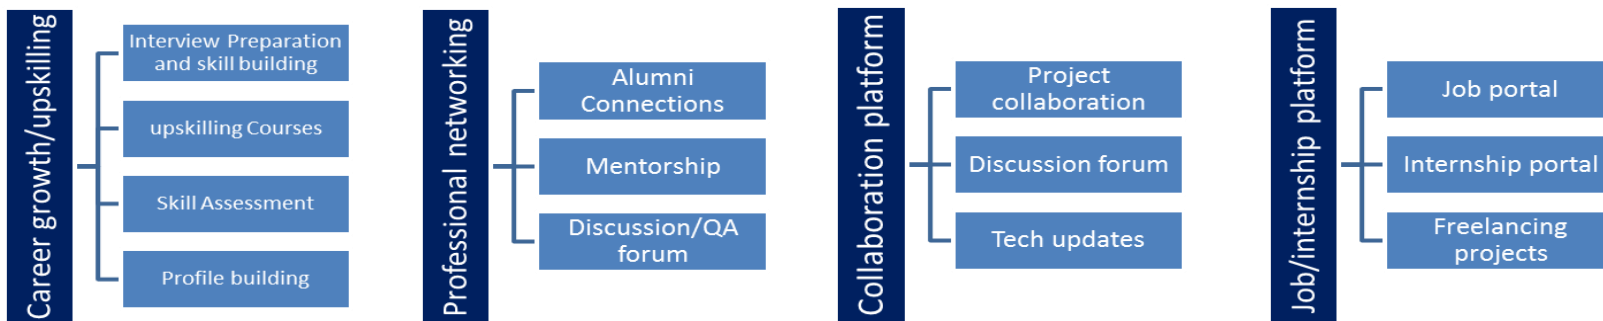 Career growth/upskilling
Interview Preparation
and skill building
upskilling Courses
Skill Assessment
Profile building
Professional networking
Alumni
Connections
Mentorship
Discussion/QA
forum
Collaboration platform
Project
collaboration
Discussion forum
Tech updates
Job/internship platform
Job portal
Internship portal
Freelancing
projects